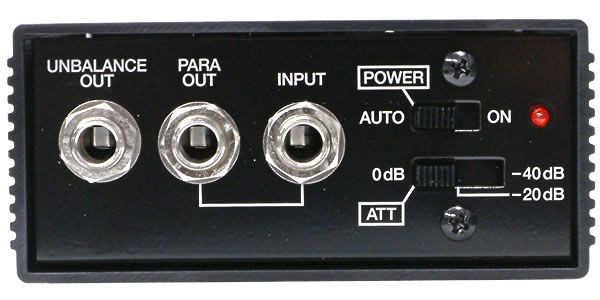 UNBALANCE
OUT
PARA
OUT
INPUT
POWER
AUTO
ON
0dB
-40dB
-20dB
ATT